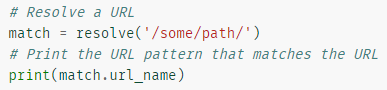 # Resolve a URL
match = resolve('/some/path/')
# Print the URL pattern that matches the URL
print(match.url_name)